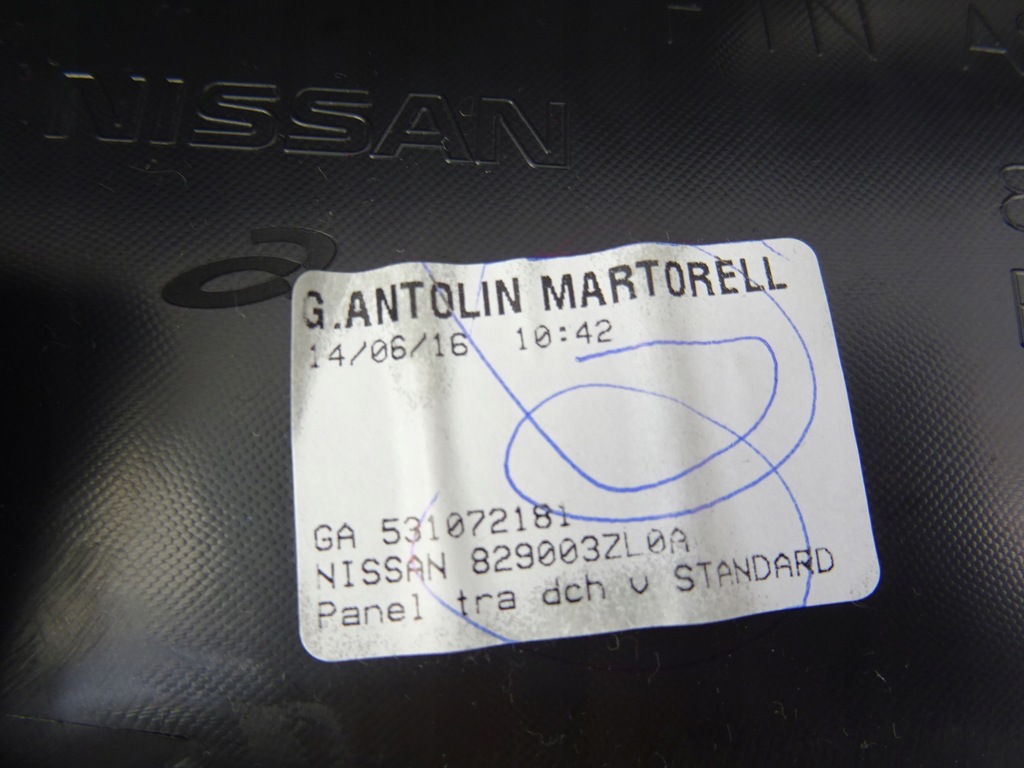 NISSAN
G.ANTOLIN MARTORELL
14/06/16 10:42
GA 531072181
NISSAN 829003ZL0A
Panel tra dch v STANDARD